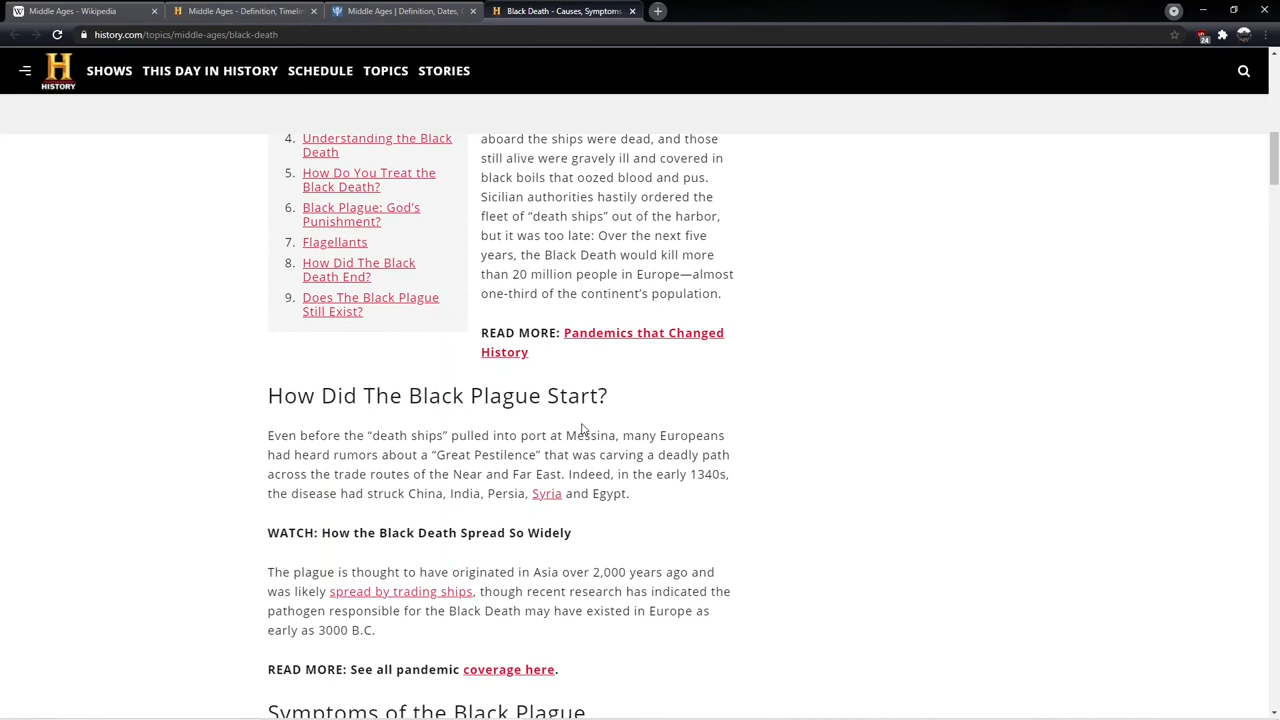 Middle Ages - Wikipedia
Middle Ages - Definition, Timelin
Middle Ages | Definition, Dates,
Black Death - Causes, Symptoms
history.com/topics/middle-ages/black-death
24
H
HISTORY
SHOWS THIS DAY IN HISTORY SCHEDULE TOPICS STORIES
4. Understanding the Black
Death
5. How Do You Treat the
Black Death?
6. Black Plague: God's
Punishment?
7. Flagellants
8. How Did The Black
Death End?
9. Does The Black Plague
Still Exist?
aboard the ships were dead, and those
still alive were gravely ill and covered in
black boils that oozed blood and pus.
Sicilian authorities hastily ordered the
fleet of “death ships” out of the harbor,
but it was too late: Over the next five
years, the Black Death would kill more
than 20 million people in Europe—almost
one-third of the continent's population.
READ MORE: Pandemics that Changed
History
How Did The Black Plague Start?
Even before the “death ships” pulled into port at Messina, many Europeans
had heard rumors about a “Great Pestilence” that was carving a deadly path
across the trade routes of the Near and Far East. Indeed, in the early 1340s,
the disease had struck China, India, Persia, Syria and Egypt.
WATCH: How the Black Death Spread So Widely
The plague is thought to have originated in Asia over 2,000 years ago and
was likely spread by trading ships, though recent research has indicated the
pathogen responsible for the Black Death may have existed in Europe as
early as 3000 B.C.
READ MORE: See all pandemic coverage here.
Symptoms of the Black Plague